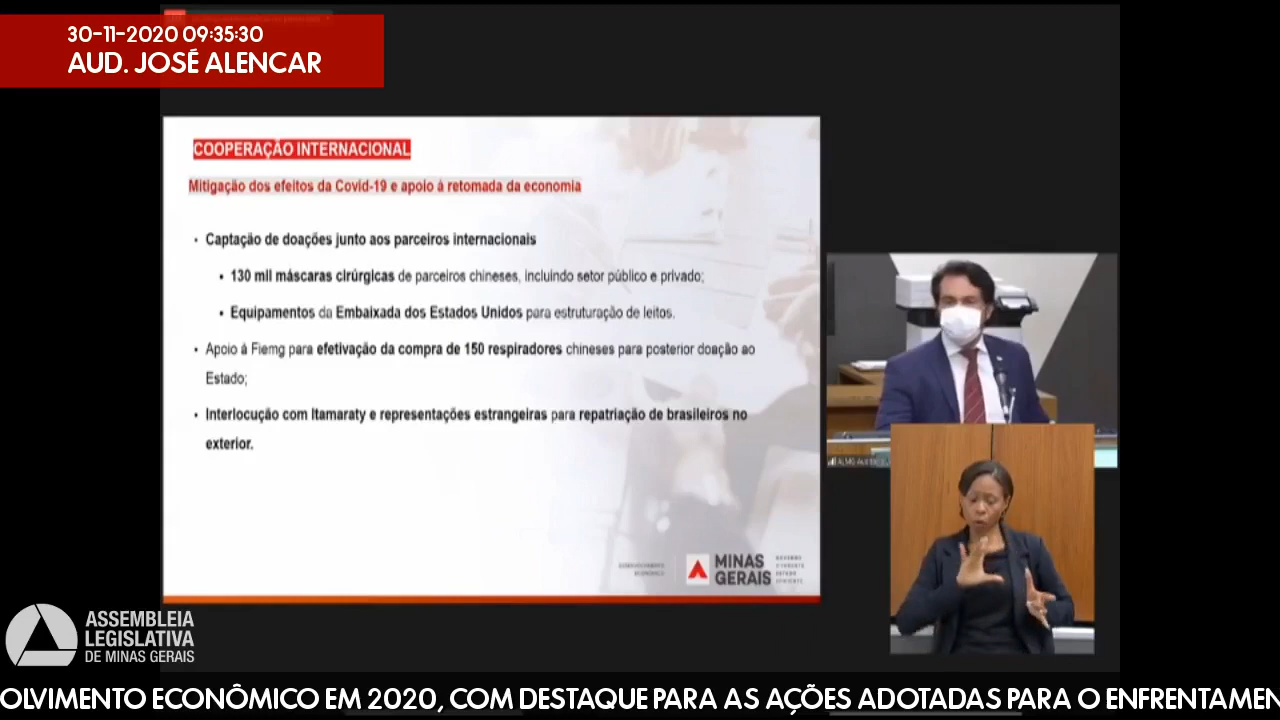 30-11-2020 09:35:30
AUD. JOSÉ ALENCAR
COOPERAÇÃO INTERNACIONAL
Mitigação dos efeitos da Covid-19 e apoio à retomada da economia
• Captação de doações junto aos parceiros internacionais
• 130 mil máscaras cirúrgicas de parceiros chineses, incluindo setor público e privado;
• Equipamentos da Embaixada dos Estados Unidos para estruturação de leitos.
• Apoio à Fiemg para efetivação da compra de 150 respiradores chineses para posterior doação ao
Estado;
• Interlocução com Itamaraty e representações estrangeiras para repatriação de brasileiros no
exterior.
DESENVOLVIMENTO
ECONÔMICO
MINAS
GERAIS
ASSEMBLEIA
LEGISLATIVA
DE MINAS GERAIS
OLVIMENTO ECONÔMICO EM 2020, COM DESTAQUE PARA AS AÇÕES ADOTADAS PARA O ENFRENTAMEN